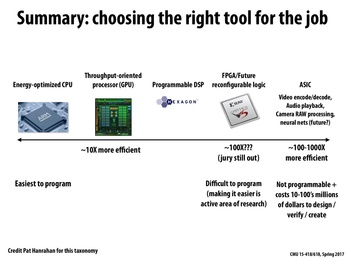 Summary: choosing the right tool for the job
Energy-optimized CPU
Throughput-oriented
processor (GPU)
Programmable DSP
FPGA/Future
reconfigurable logic
ASIC
Video encode/decode,
Audio playback,
Camera RAW processing,
neural nets (future?)
ARM
HEXAGON
XILINX
~10X more efficient
~100X???
(jury still out)
~100-1000X
more efficient
Easiest to program
Difficult to program
(making it easier is
active area of research)
Not programmable +
costs 10-100's millions
of dollars to design /
verify / create
Credit Pat Hanrahan for this taxonomy
CMU 15-418/618, Spring 2017